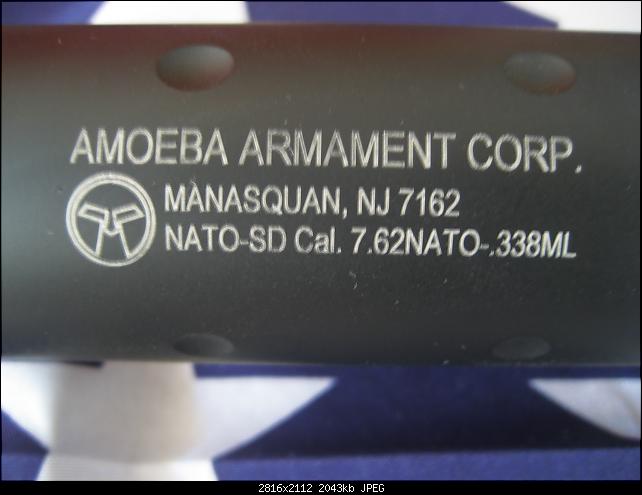 AMOEBA ARMAMENT CORP.
MANASQUAN, NJ 7162
NATO-SD Cal. 7.62NATO-.338ML
2816x2112 2043kb JPEG